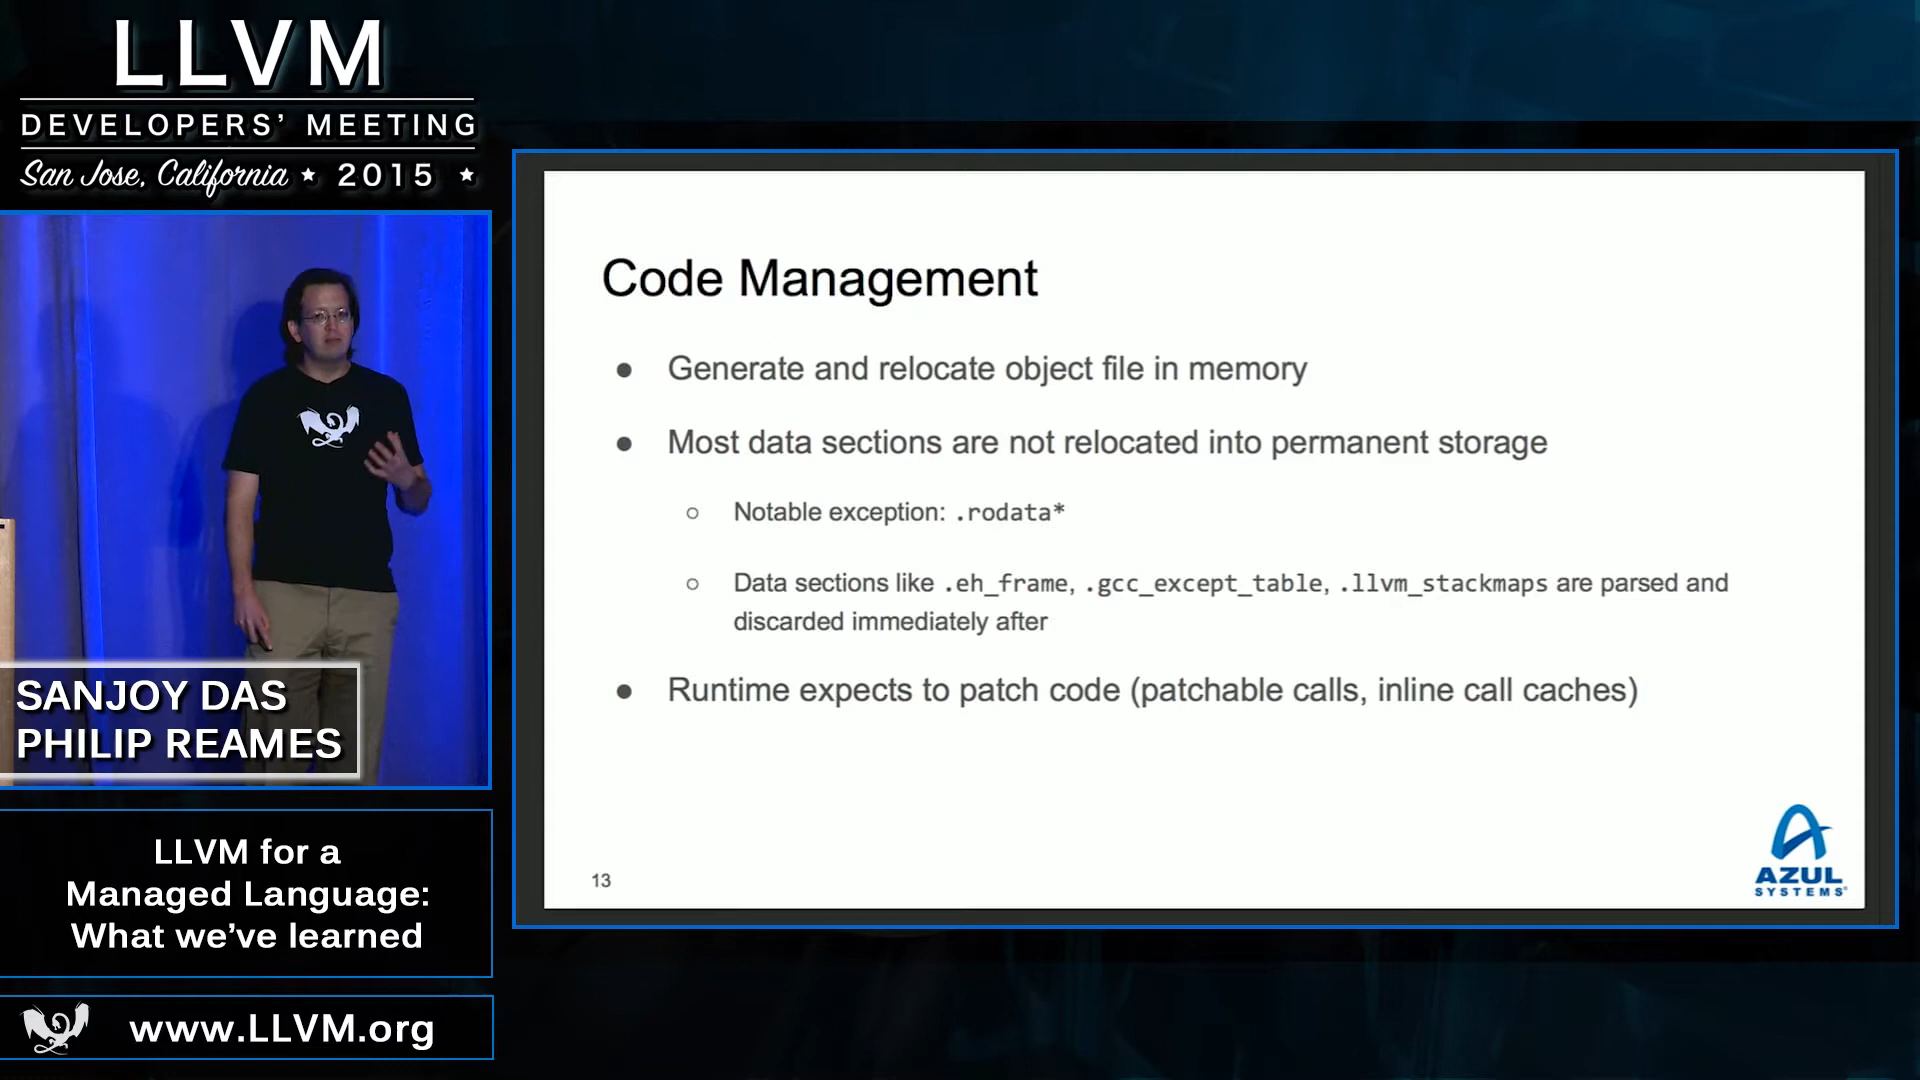 LLVM
DEVELOPERS' MEETING
San Jose, California ★ 2015 ★
SANJOY DAS
PHILIP REAMES
LLVM for a
Managed Language:
What we've learned
www.LLVM.org
Code Management
● Generate and relocate object file in memory
● Most data sections are not relocated into permanent storage
○ Notable exception: .rodata*
○ Data sections like .eh_frame, .gcc_except_table, .llvm_stackmaps are parsed and
discarded immediately after
● Runtime expects to patch code (patchable calls, inline call caches)
13
AZUL
SYSTEMS